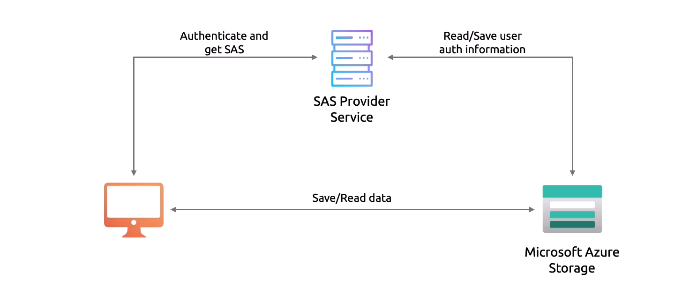 Authenticate and
get SAS
Read/Save user
auth information
SAS Provider
Service
Save/Read data
Microsoft Azure
Storage